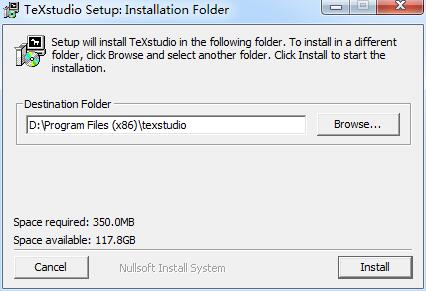 TeXstudio Setup: Installation Folder
Setup will install TeXstudio in the following folder. To install in a different
folder, click Browse and select another folder. Click Install to start the
installation.
Destination Folder
D:\Program Files (x86)\texstudio
Browse...
Space required: 350.0MB
Space available: 117.8GB
Cancel
Nullsoft Install System
Install